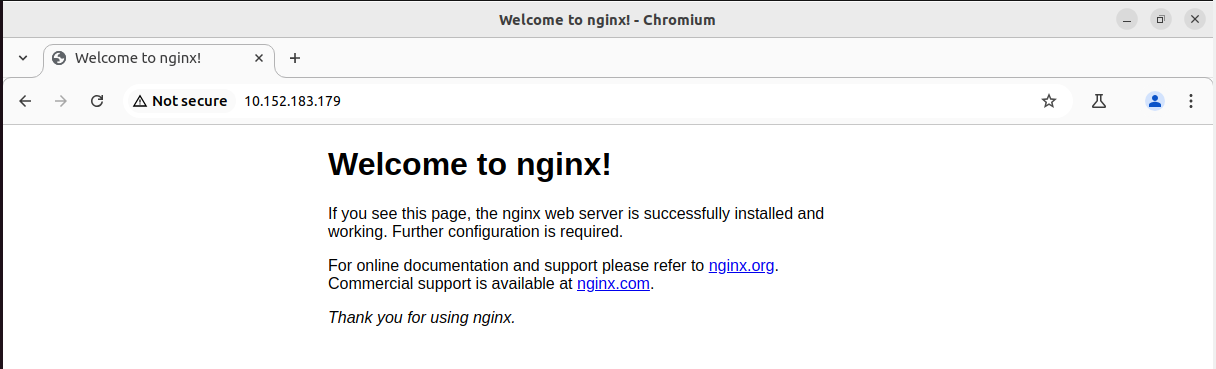 Welcome to nginx! - Chromium
Welcome to nginx!
Not secure 10.152.183.179
Welcome to nginx!
If you see this page, the nginx web server is successfully installed and
working. Further configuration is required.
For online documentation and support please refer to nginx.org.
Commercial support is available at nginx.com.
Thank you for using nginx.